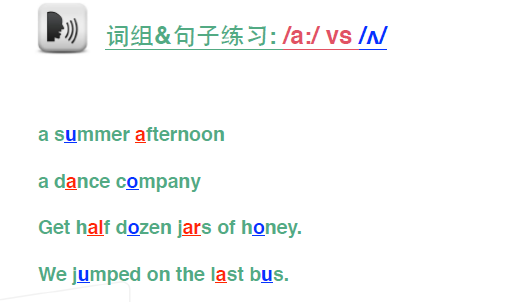 词组&句子练习: /a:/ vs /ʌ/
a summer afternoon
a dance company
Get half dozen jars of honey.
We jumped on the last bus.